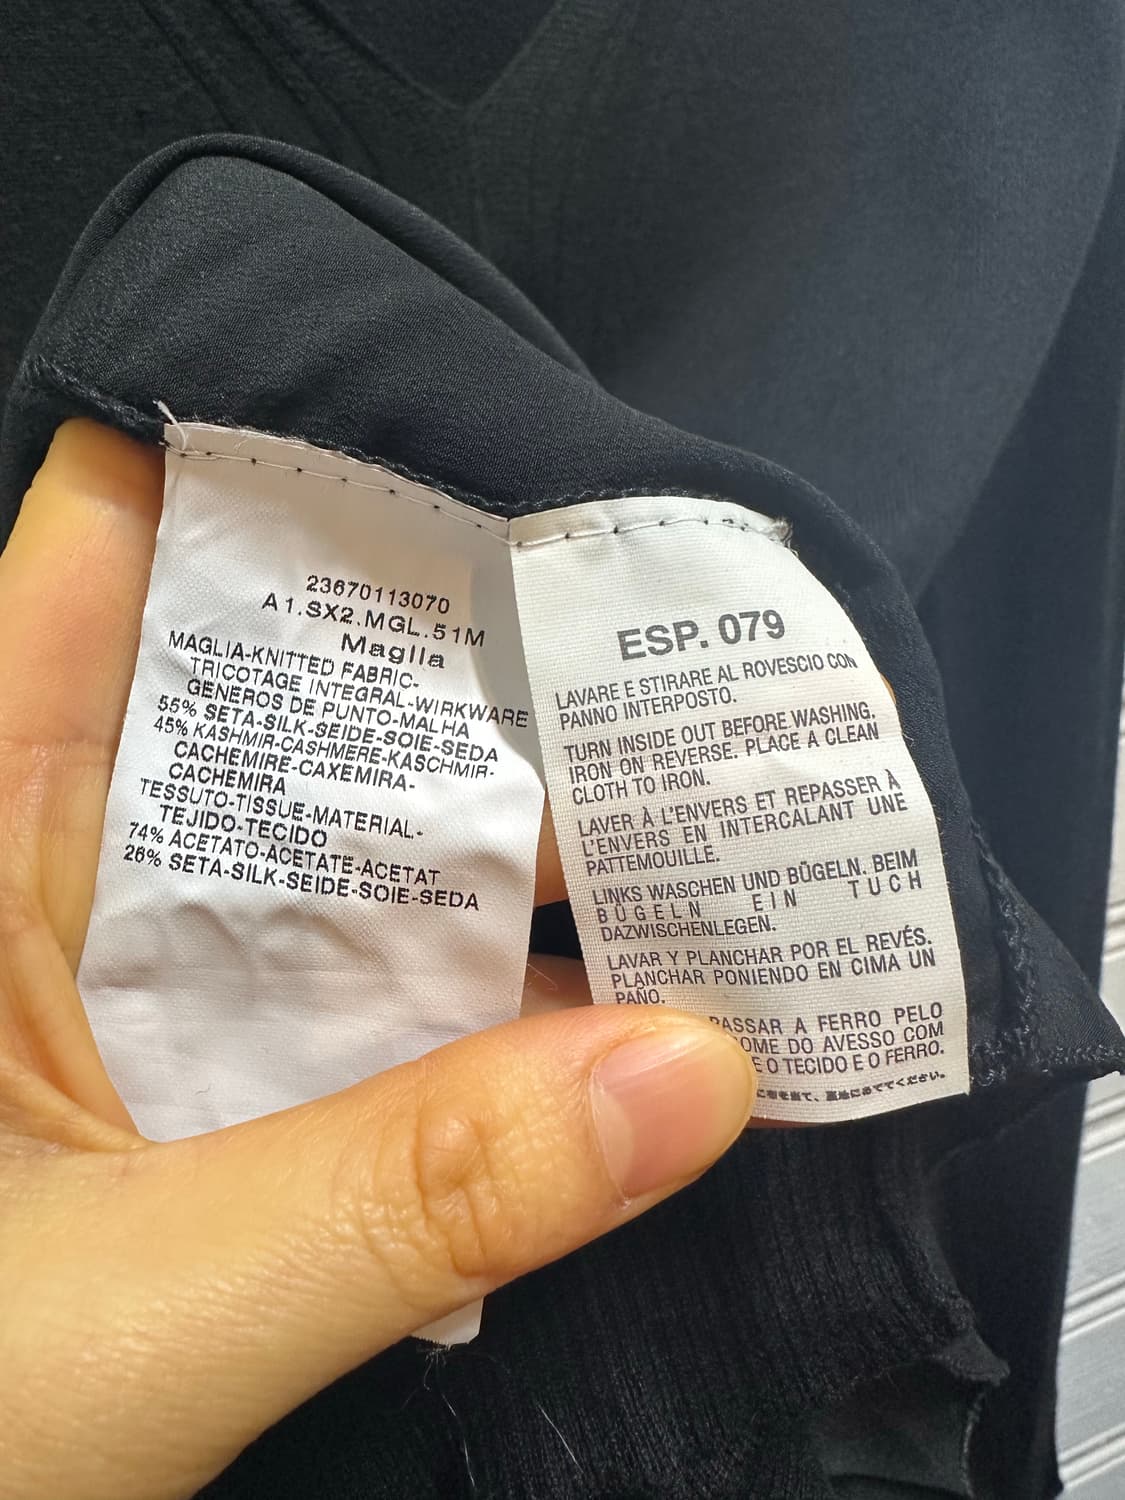 23670113070
A1.SX2.MGL.51M
Maglia
MAGLIA-KNITTED FABRIC-
TRICOTAGE INTEGRAL-WIRKWARE
GENEROS DE PUNTO-MALHA
55% SETA-SILK-SEIDE-SOIE-SEDA
45% KASHMIR-CASHMERE-KASCHMIR-
CACHEMIRE-CAXEMIRA-
CACHEMIRA
TESSUTO-TISSUE-MATERIAL-
TEJIDO-TECIDO
74% ACETATO-ACETATE-ACETAT
26% SETA-SILK-SEIDE-SOIE-SEDA
ESP. 079
LAVARE E STIRARE AL ROVESCIO CON
PANNO INTERPOSTO.
TURN INSIDE OUT BEFORE WASHING.
IRON ON REVERSE. PLACE A CLEAN
CLOTH TO IRON.
LAVER À L'ENVERS ET REPASSER À
L'ENVERS EN INTERCALANT UNE
PATTEMOUILLE.
LINKS WASCHEN UND BÜGELN. BEIM
BÜGELN EIN TUCH
DAZWISCHENLEGEN.
LAVAR Y PLANCHAR POR EL REVÉS.
PLANCHAR PONIENDO EN CIMA UN
PAÑO.
PASSAR A FERRO PELO
DO AVESSO COM
E O TECIDO E O FERRO.
てください。